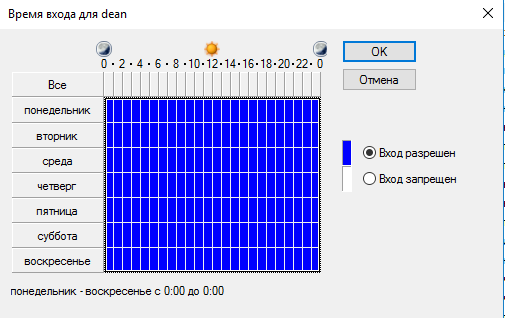 Время входа для dean
0 · 2 · 4 · 6 · 8 · 10 · 12 · 14 · 16 · 18 · 20 · 22 · 0
OK
Отмена
Все
понедельник
вторник
среда
четверг
пятница
суббота
воскресенье
Вход разрешен
Вход запрещен
понедельник - воскресенье с 0:00 до 0:00